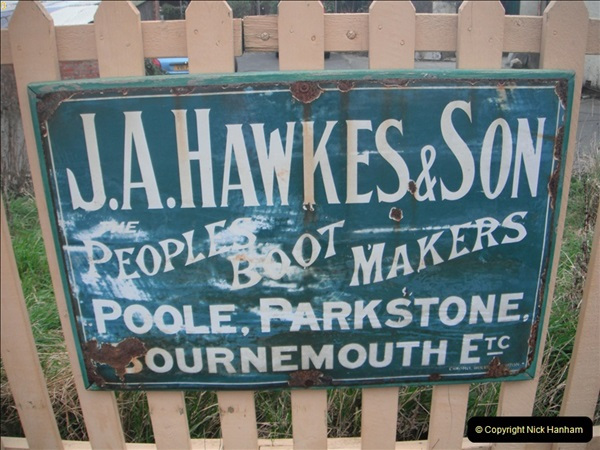 J.A. HAWKES & SON
THE
PEOPLES BOOT MAKERS
POOLE, PARKSTONE,
BOURNEMOUTH ETC
© Copyright Nick Hanham